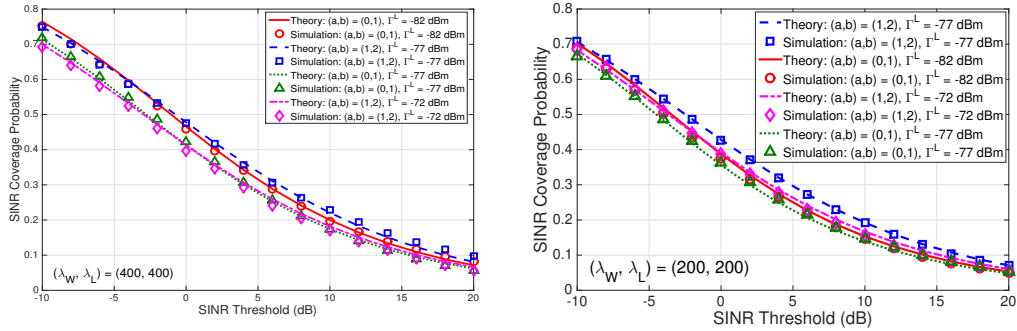 SINR Coverage Probability
0.8
0.7
0.6
0.5
0.4
0.3
0.2
0.1
0
Theory: (a,b) = (0,1), Γ^L = -82 dBm
Simulation: (a,b) = (0,1), Γ^L = -82 dBm
Theory: (a,b) = (1,2), Γ^L = -77 dBm
Simulation: (a,b) = (1,2), Γ^L = -77 dBm
Theory: (a,b) = (0,1), Γ^L = -77 dBm
Simulation: (a,b) = (0,1), Γ^L = -77 dBm
Theory: (a,b) = (1,2), Γ^L = -72 dBm
Simulation: (a,b) = (1,2), Γ^L = -72 dBm
(λ_W, λ_L) = (400, 400)
-10 -5 0 5 10 15 20
SINR Threshold (dB)
SINR Coverage Probability
0.8
0.7
0.6
0.5
0.4
0.3
0.2
0.1
0
Theory: (a,b) = (1,2), Γ^L = -77 dBm
Simulation: (a,b) = (1,2), Γ^L = -77 dBm
Theory: (a,b) = (0,1), Γ^L = -82 dBm
Simulation: (a,b) = (0,1), Γ^L = -82 dBm
Theory: (a,b) = (1,2), Γ^L = -72 dBm
Simulation: (a,b) = (1,2), Γ^L = -72 dBm
Theory: (a,b) = (0,1), Γ^L = -77 dBm
Simulation: (a,b) = (0,1), Γ^L = -77 dBm
(λ_W, λ_L) = (200, 200)
-10 -5 0 5 10 15 20
SINR Threshold (dB)